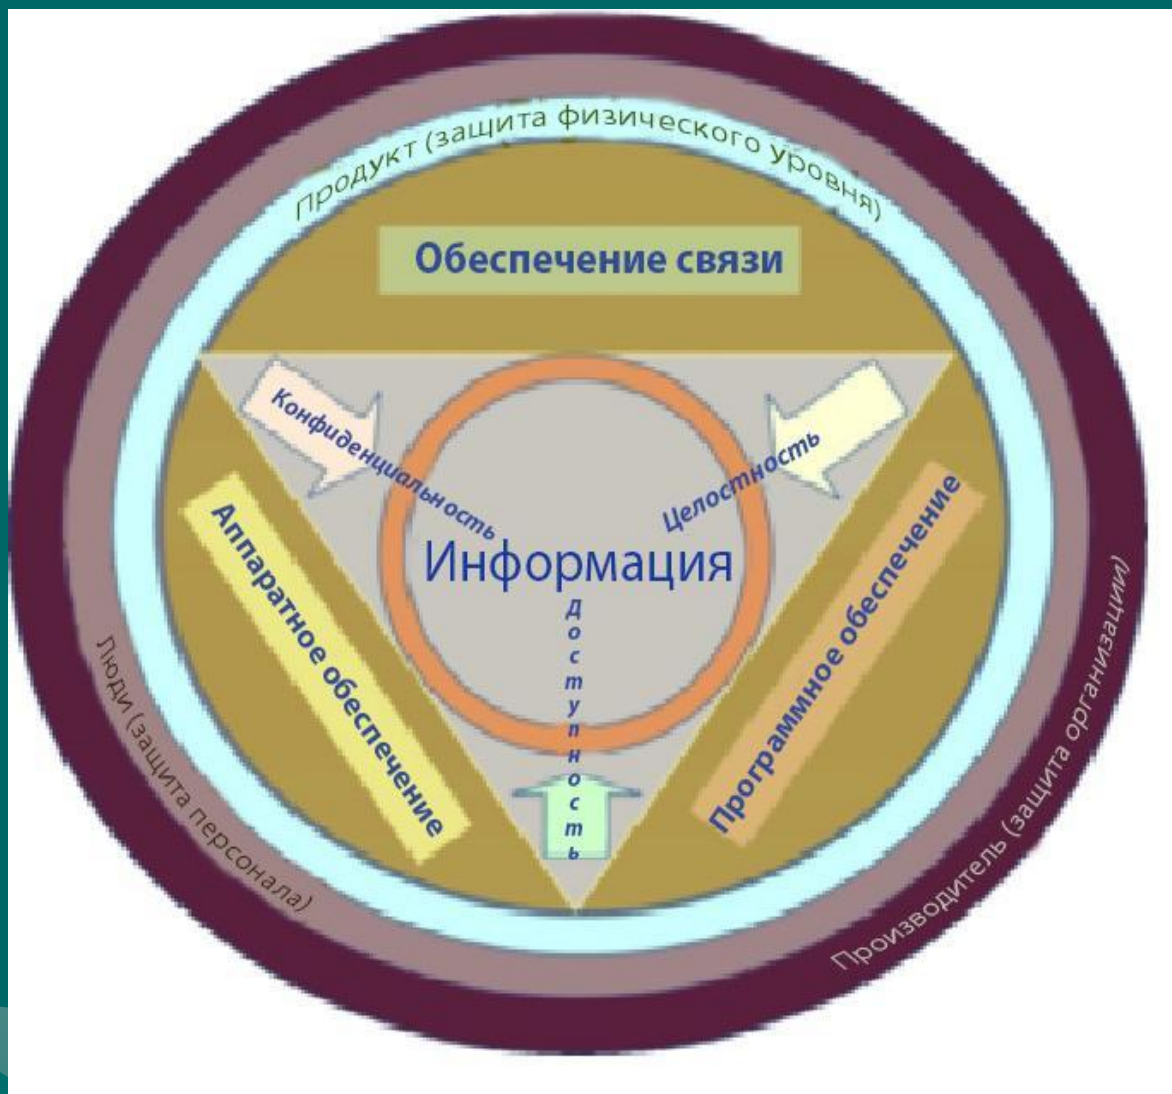 Продукт (защита физического уровня)
Обеспечение связи
Конфиденциальность
Целостность
Информация
Доступность
Аппаратное обеспечение
Программное обеспечение
Люди (защита персонала)
Производитель (защита организации)